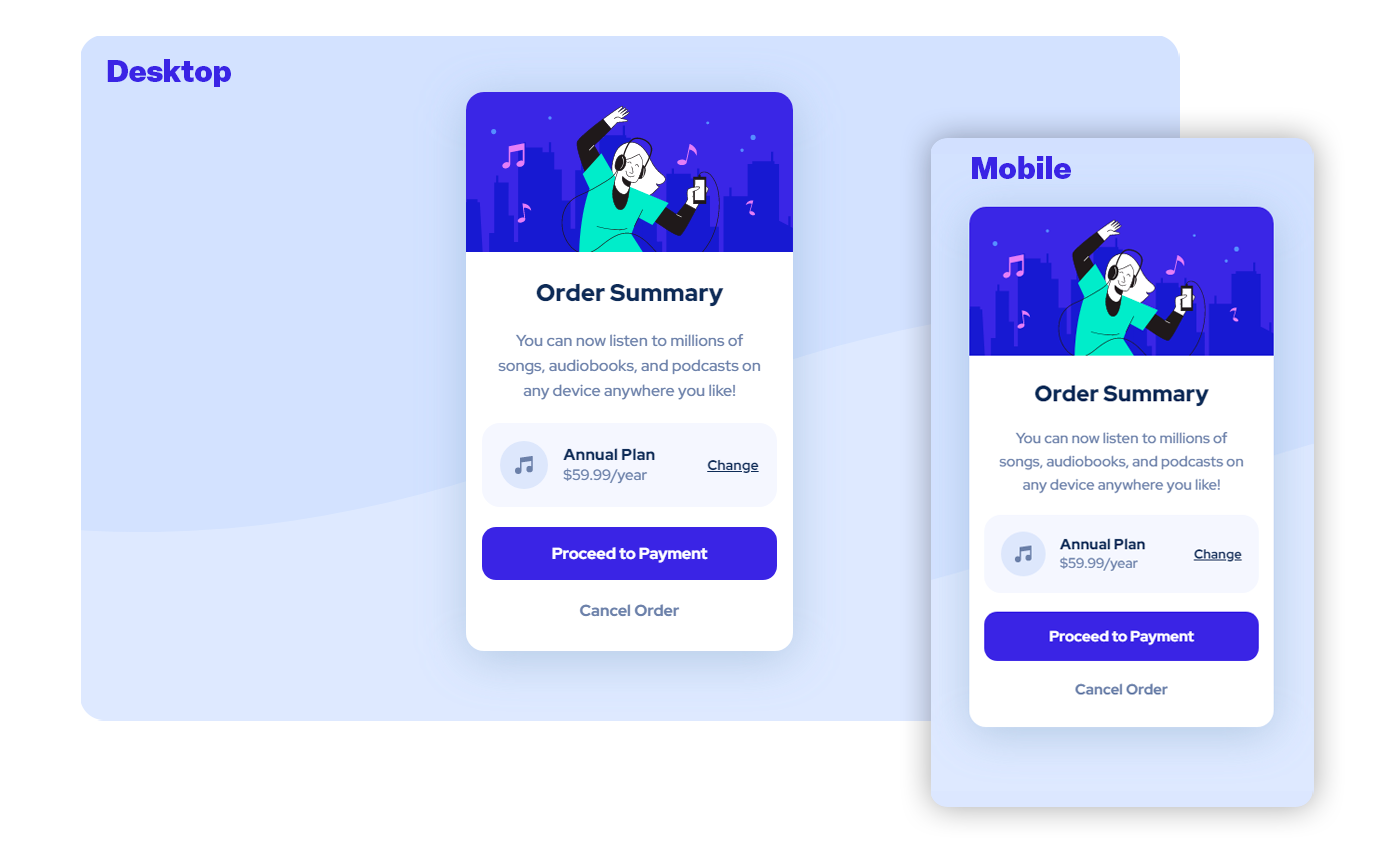 Desktop
Order Summary
You can now listen to millions of
songs, audiobooks, and podcasts on
any device anywhere you like!
Annual Plan
$59.99/year
Change
Proceed to Payment
Cancel Order
Mobile
Order Summary
You can now listen to millions of
songs, audiobooks, and podcasts on
any device anywhere you like!
Annual Plan
$59.99/year
Change
Proceed to Payment
Cancel Order